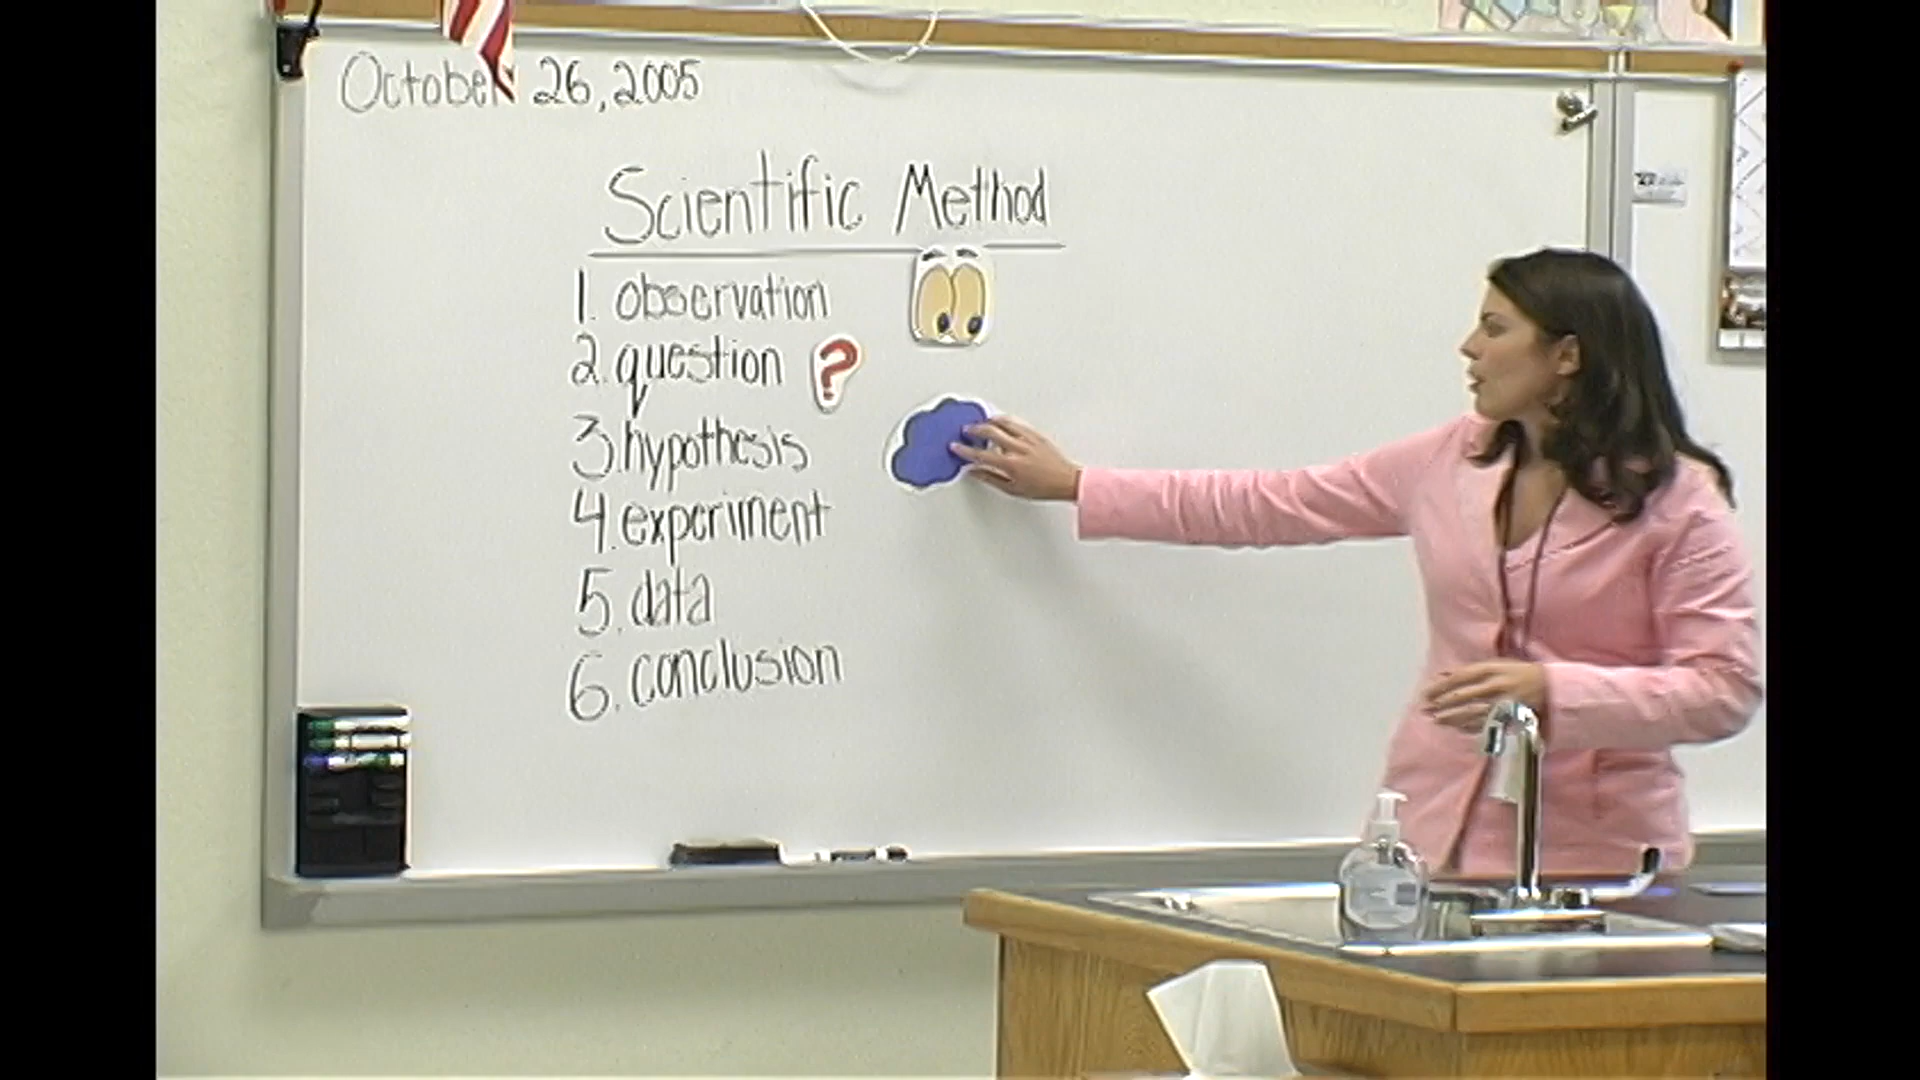 October 26, 2005
Scientific Method
1. observation
2. question ?
3. hypothesis
4. experiment
5. data
6. conclusion